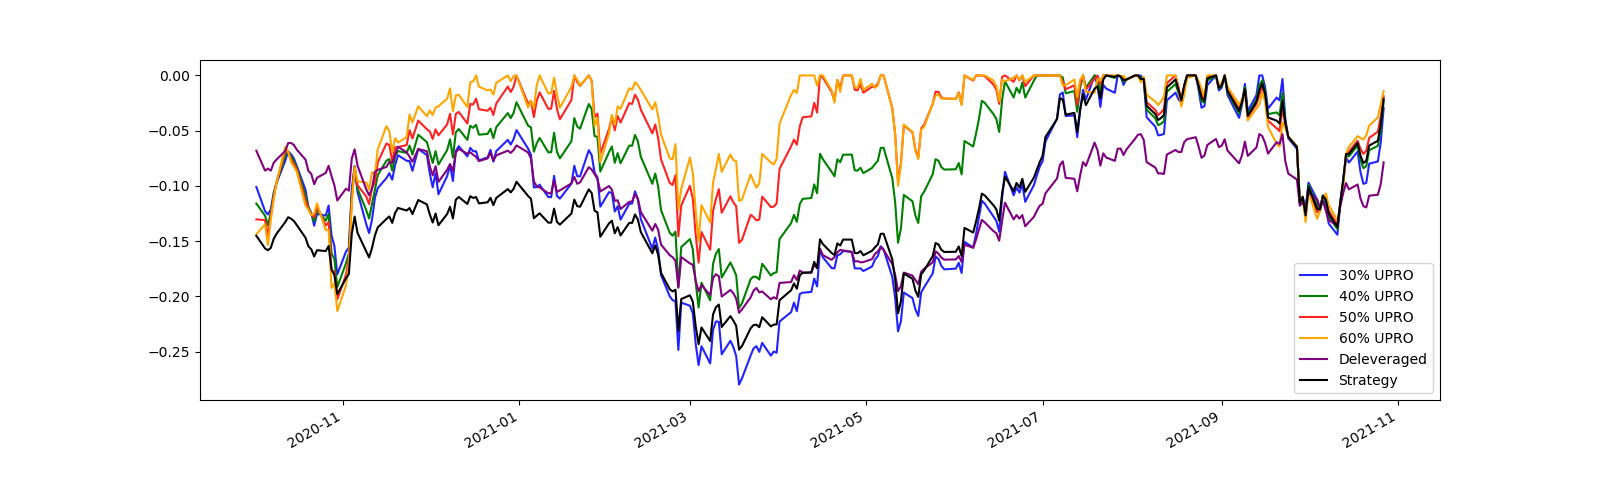 0.00
−0.05
−0.10
−0.15
−0.20
−0.25
2020-11
2021-01
2021-03
2021-05
2021-07
2021-09
2021-11
30% UPRO
40% UPRO
50% UPRO
60% UPRO
Deleveraged
Strategy